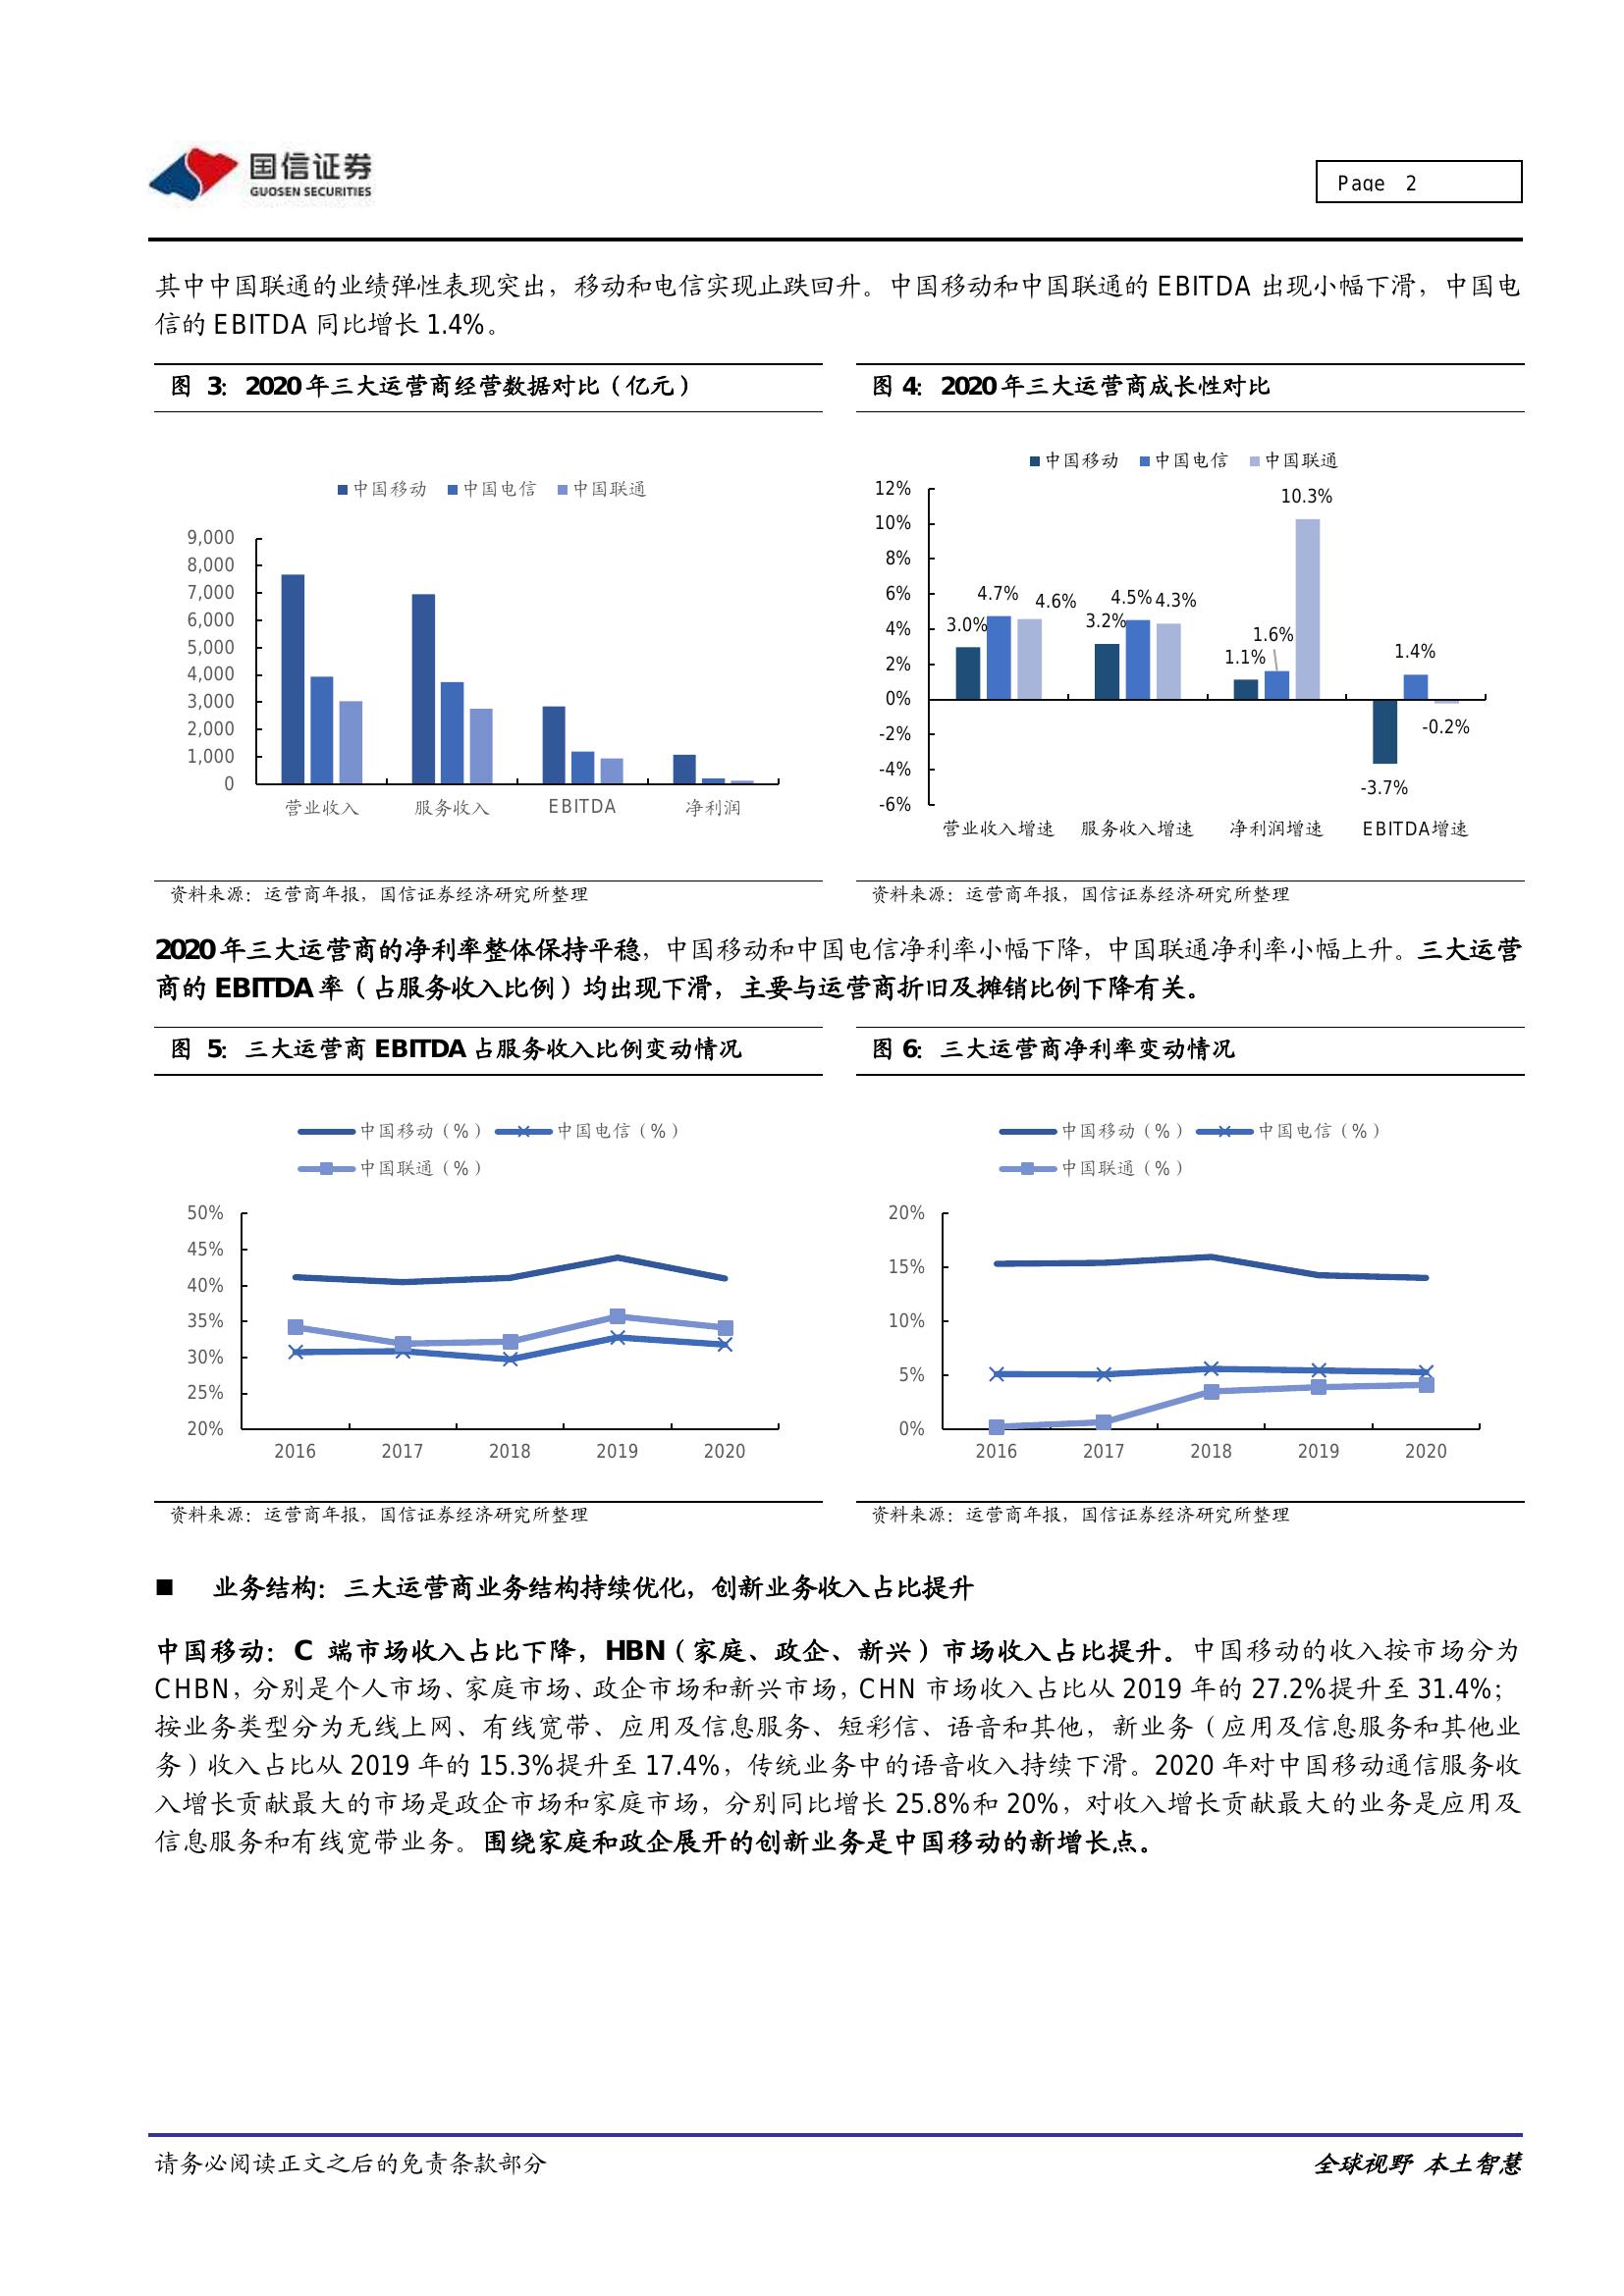 国信证券
GUOSEN SECURITIES
Page 2
其中中国联通的业绩弹性表现突出，移动和电信实现止跌回升。中国移动和中国联通的 EBITDA 出现小幅下滑，中国电
信的 EBITDA 同比增长 1.4%。
图 3：2020 年三大运营商经营数据对比（亿元）
中国移动 中国电信 中国联通
9,000
8,000
7,000
6,000
5,000
4,000
3,000
2,000
1,000
0
营业收入 服务收入 EBITDA 净利润
资料来源：运营商年报，国信证券经济研究所整理
图 4：2020 年三大运营商成长性对比
中国移动 中国电信 中国联通
12%
10%
8%
6%
4%
2%
0%
-2%
-4%
-6%
3.0% 4.7% 4.6%
3.2% 4.5% 4.3%
1.1% 1.6% 10.3%
-3.7% 1.4% -0.2%
营业收入增速 服务收入增速 净利润增速 EBITDA增速
资料来源：运营商年报，国信证券经济研究所整理
2020 年三大运营商的净利率整体保持平稳，中国移动和中国电信净利率小幅下降，中国联通净利率小幅上升。三大运营
商的 EBITDA 率（占服务收入比例）均出现下滑，主要与运营商折旧及摊销比例下降有关。
图 5：三大运营商 EBITDA 占服务收入比例变动情况
中国移动（%） 中国电信（%）
中国联通（%）
50%
45%
40%
35%
30%
25%
20%
2016 2017 2018 2019 2020
资料来源：运营商年报，国信证券经济研究所整理
图 6：三大运营商净利率变动情况
中国移动（%） 中国电信（%）
中国联通（%）
20%
15%
10%
5%
0%
2016 2017 2018 2019 2020
资料来源：运营商年报，国信证券经济研究所整理
■ 业务结构：三大运营商业务结构持续优化，创新业务收入占比提升
中国移动：C 端市场收入占比下降，HBN（家庭、政企、新兴）市场收入占比提升。中国移动的收入按市场分为
CHBN，分别是个人市场、家庭市场、政企市场和新兴市场，CHN 市场收入占比从 2019 年的 27.2%提升至 31.4%；
按业务类型分为无线上网、有线宽带、应用及信息服务、短彩信、语音和其他，新业务（应用及信息服务和其他业
务）收入占比从 2019 年的 15.3%提升至 17.4%，传统业务中的语音收入持续下滑。2020 年对中国移动通信服务收
入增长贡献最大的市场是政企市场和家庭市场，分别同比增长 25.8%和 20%，对收入增长贡献最大的业务是应用及
信息服务和有线宽带业务。围绕家庭和政企展开的创新业务是中国移动的新增长点。
请务必阅读正文之后的免责条款部分
全球视野 本土智慧